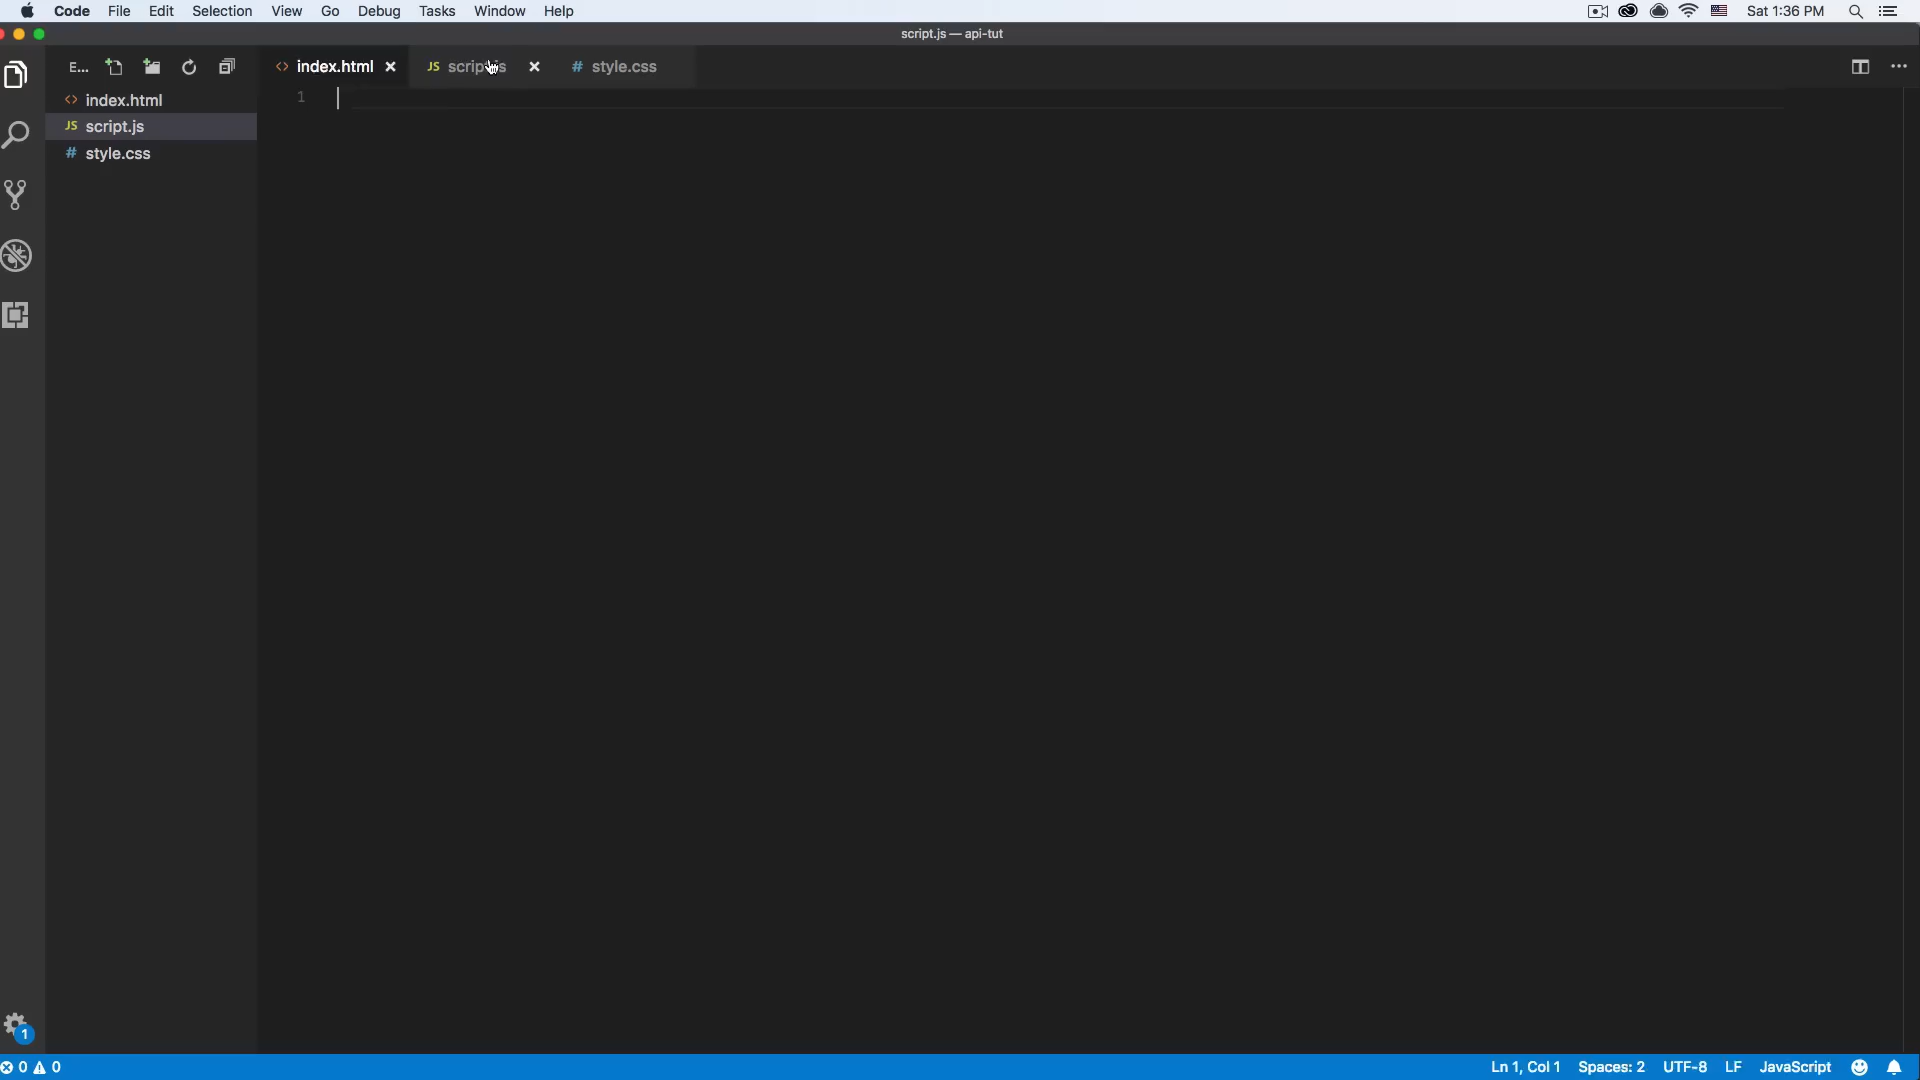 Code File Edit Selection View Go Debug Tasks Window Help Sat 1:36 PM
script.js — api-tut
E... <> index.html JS # style.css
<> index.html
JS script.js
# style.css
1
1
0 0 Ln 1, Col 1 Spaces: 2 UTF-8 LF JavaScript